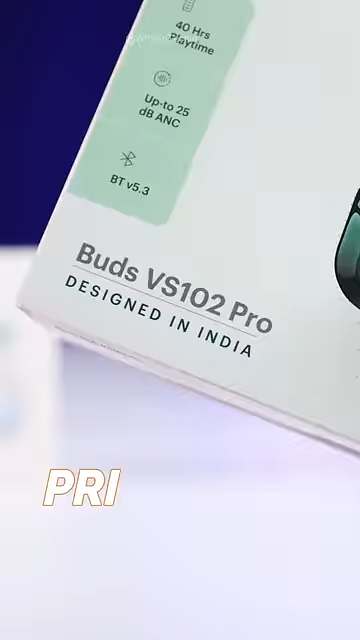 40 Hrs
Playtime
Up-to 25
dB ANC
BT v5.3
Buds VS102 Pro
DESIGNED IN INDIA
PRI